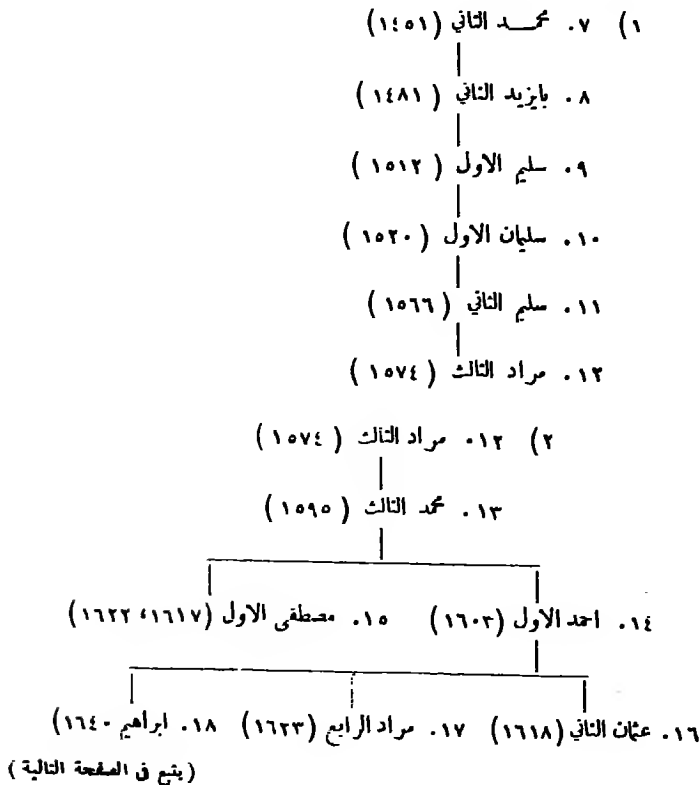 ١) ٧. محمـــد الثاني (١٤٥١)
٨. بايزيد الثاني (١٤٨١)
٩. سليم الاول (١٥١٢)
١٠. سليمان الاول (١٥٢٠)
١١. سليم الثاني (١٥٦٦)
١٢. مراد الثالث (١٥٧٤)
٢) ١٢. مراد الثالث (١٥٧٤)
١٣. محمد الثالث (١٥٩٥)
١٤. احمد الاول (١٦٠٣) ١٥. مصطفى الاول (١٦١٧، ١٦٢٢)
١٦. عثمان الثاني (١٦١٨) ١٧. مراد الرابع (١٦٢٣) ١٨. ابراهيم ١٦٤٠)
(يتبع في الصفحة التالية)